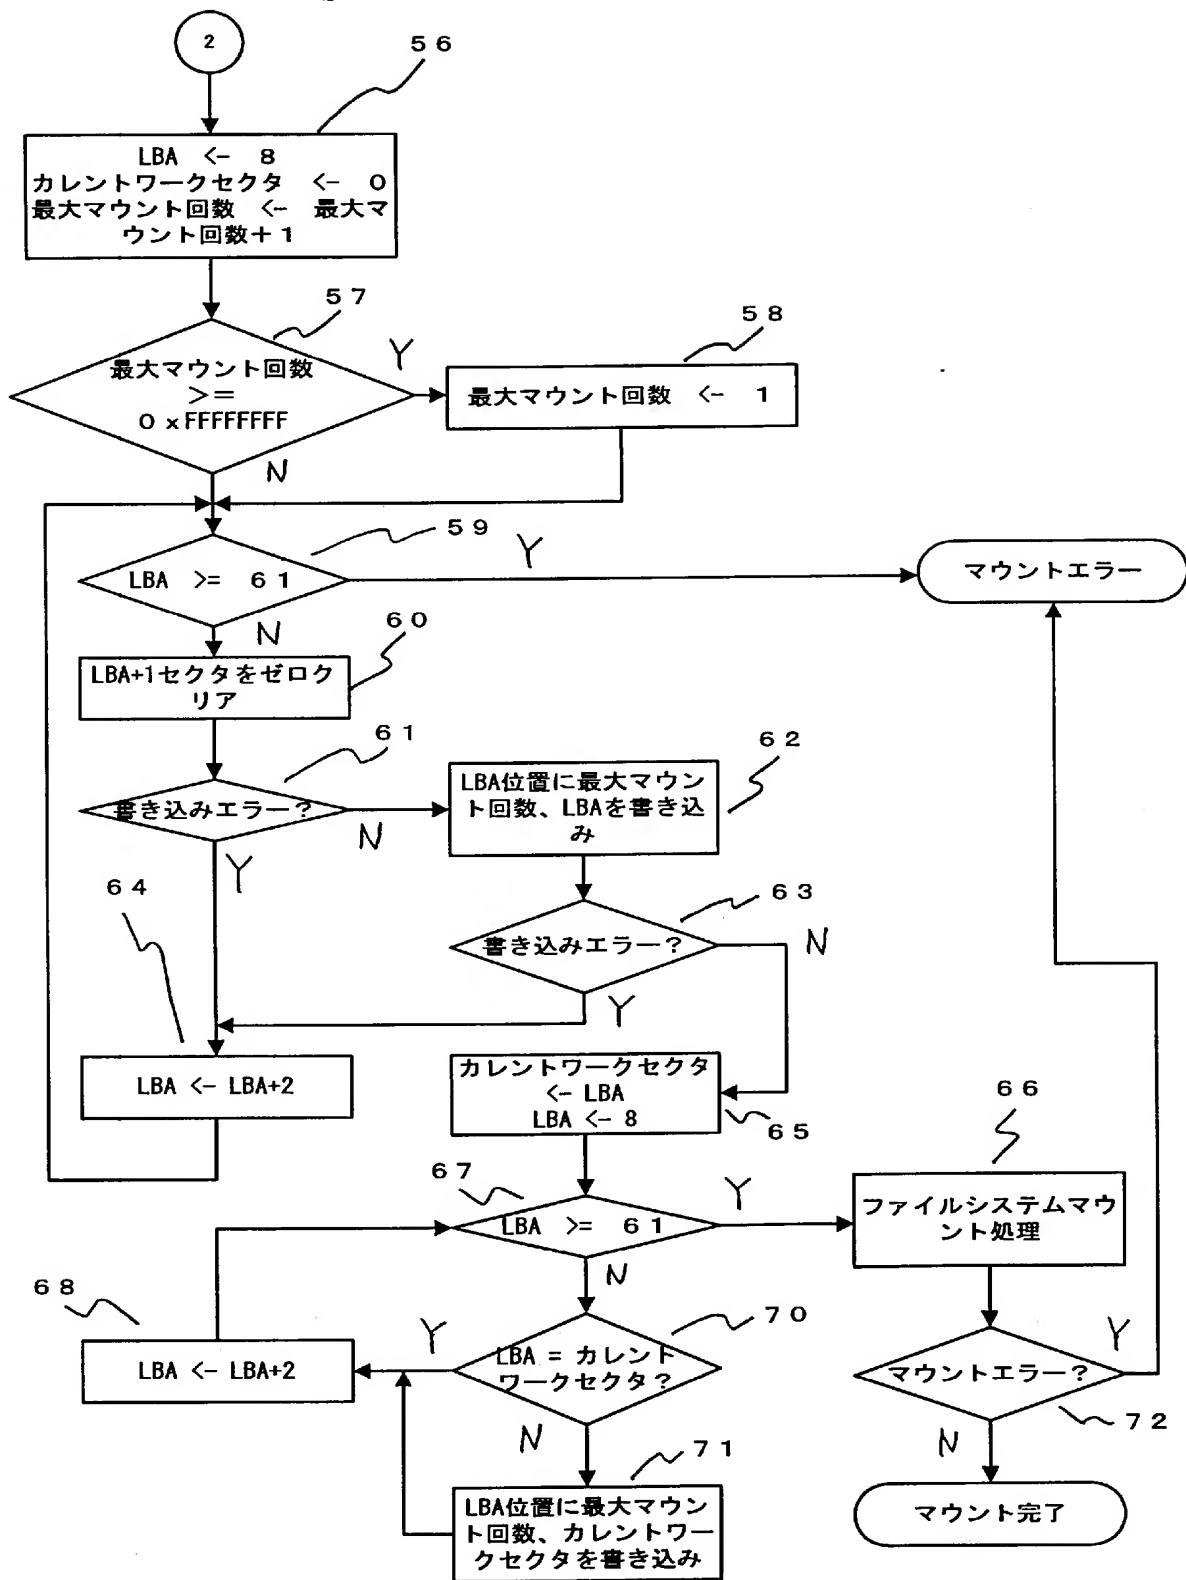 2
56
LBA <- 8
カレントワークセクタ <- 0
最大マウント回数 <- 最大マ
ウント回数+1
57
最大マウント回数
>=
0xFFFFFFFF
Y
N
58
最大マウント回数 <- 1
59
LBA >= 61
Y
N
マウントエラー
60
LBA+1セクタをゼロク
リア
61
書き込みエラー?
N
Y
62
LBA位置に最大マウン
ト回数、LBAを書き込
み
63
書き込みエラー?
N
Y
64
LBA <- LBA+2
カレントワークセクタ
<- LBA
LBA <- 8
65
66
ファイルシステムマウ
ント処理
67
LBA >= 61
Y
N
68
LBA <- LBA+2
70
LBA = カレント
ワークセクタ?
Y
N
71
LBA位置に最大マウン
ト回数、カレントワー
クセクタを書き込み
マウントエラー?
Y
72
N
マウント完了